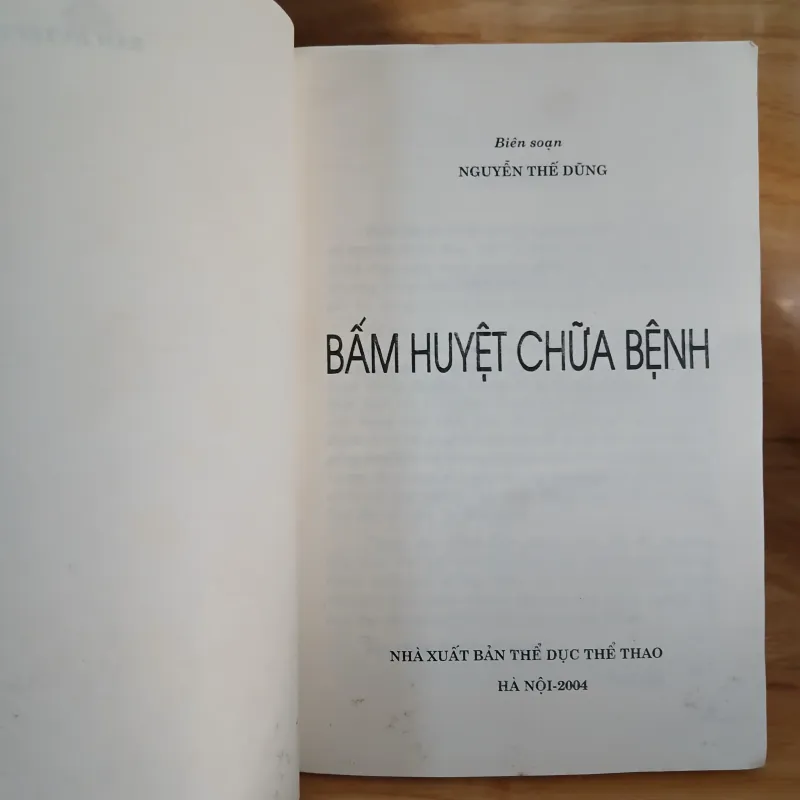 Biên soạn
NGUYỄN THẾ DŨNG
BẤM HUYỆT CHỮA BỆNH
NHÀ XUẤT BẢN THỂ DỤC THỂ THAO
HÀ NỘI-2004